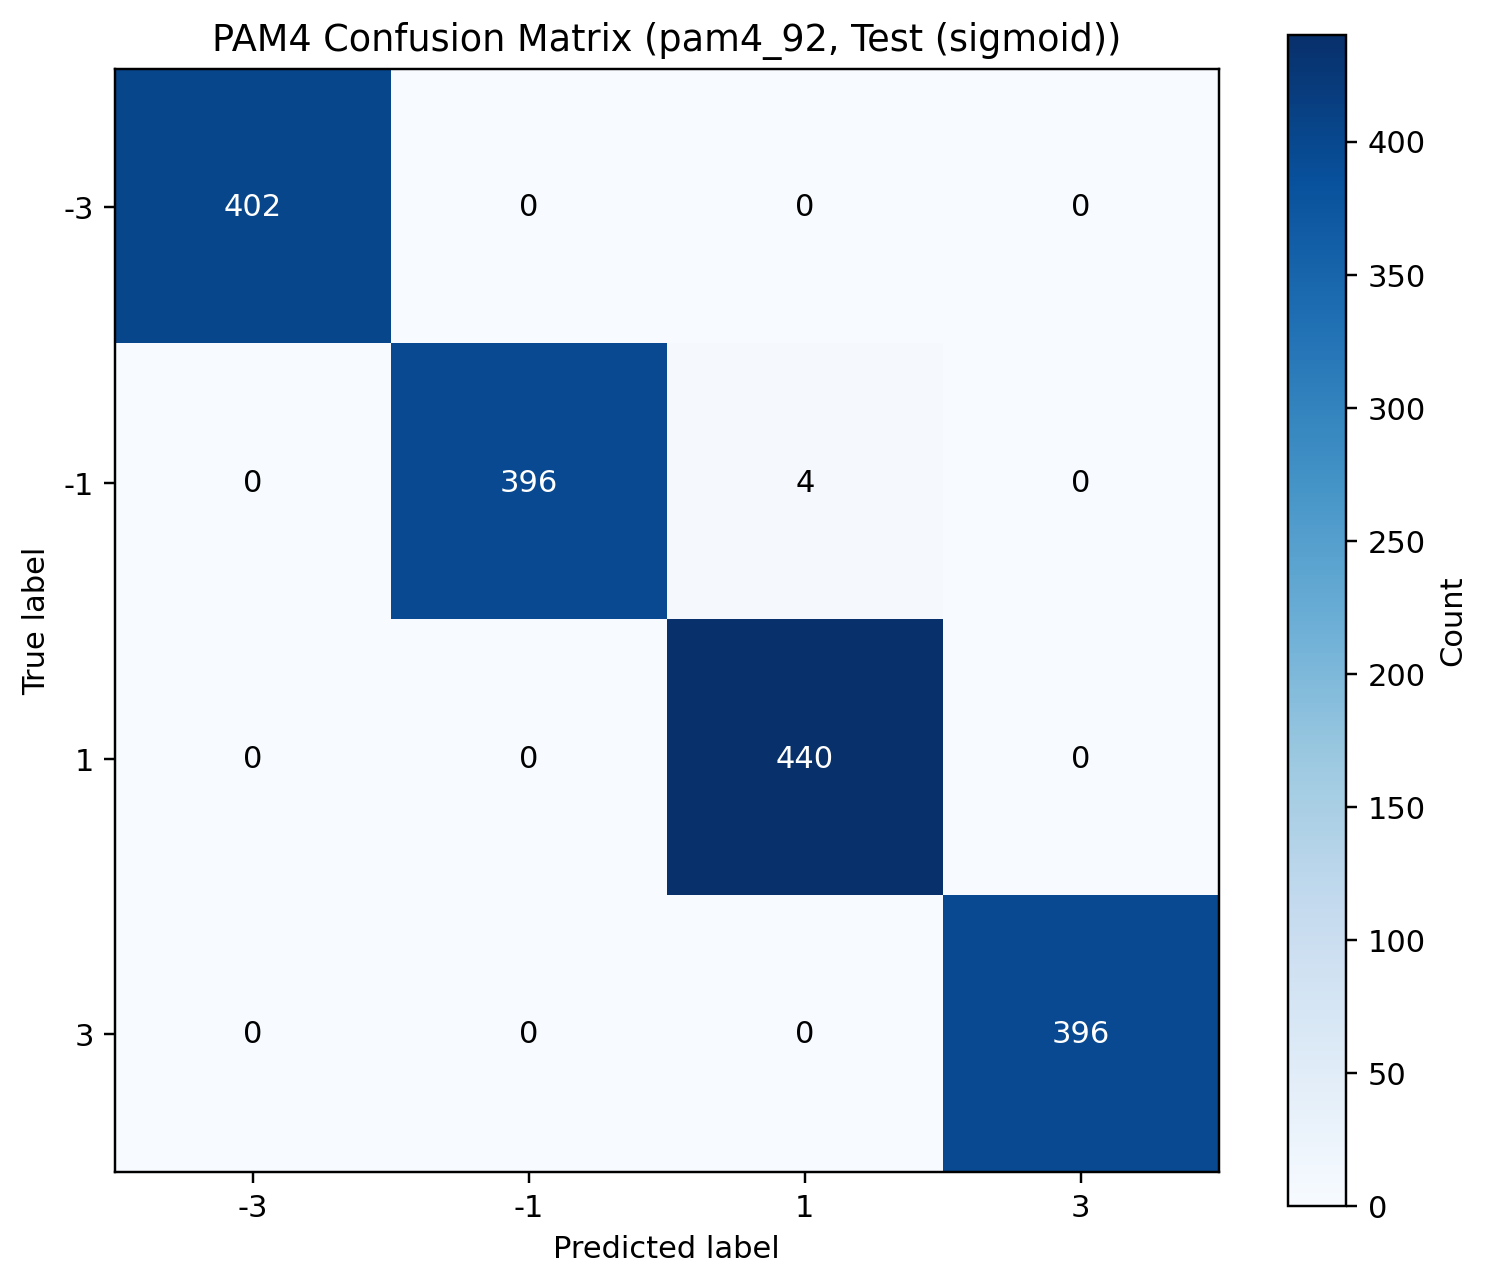 PAM4 Confusion Matrix (pam4_92, Test (sigmoid))
-3 402 0 0 0
-1 0 396 4 0
1 0 0 440 0
3 0 0 0 396
-3 -1 1 3
Predicted label
True label
400
350
300
250
200
150
100
50
0
Count